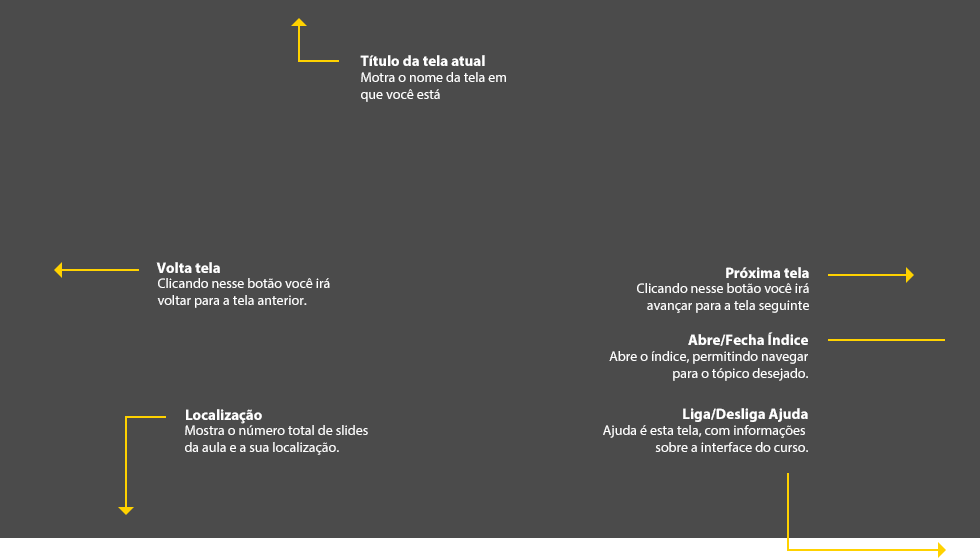 Título da tela atual
Motra o nome da tela em
que você está
Volta tela
Clicando nesse botão você irá
voltar para a tela anterior.
Próxima tela
Clicando nesse botão você irá
avançar para a tela seguinte
Abre/Fecha Índice
Abre o índice, permitindo navegar
para o tópico desejado.
Localização
Mostra o número total de slides
da aula e a sua localização.
Liga/Desliga Ajuda
Ajuda é esta tela, com informações
sobre a interface do curso.